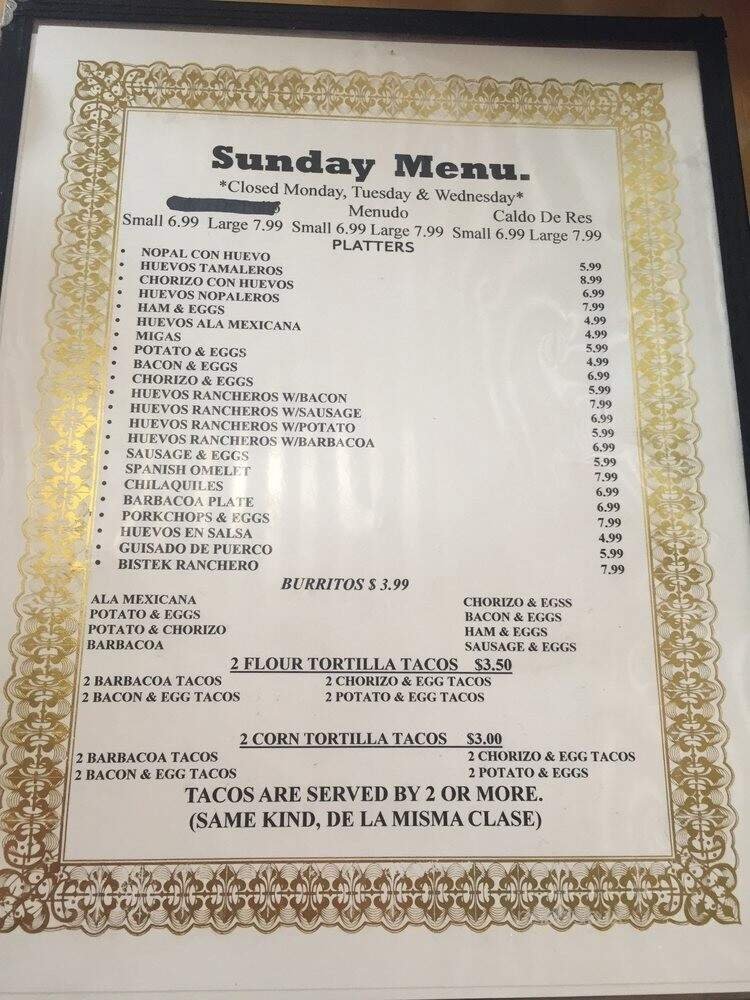 Sunday Menu.
*Closed Monday, Tuesday & Wednesday*
Menudo Caldo De Res
Small 6.99 Large 7.99 Small 6.99 Large 7.99 Small 6.99 Large 7.99
PLATTERS
• NOPAL CON HUEVO 5.99
• HUEVOS TAMALEROS 8.99
• CHORIZO CON HUEVOS 6.99
• HUEVOS NOPALEROS 7.99
• HAM & EGGS 4.99
• HUEVOS ALA MEXICANA 4.99
• MIGAS 5.99
• POTATO & EGGS 4.99
• BACON & EGGS 6.99
• CHORIZO & EGGS 5.99
• HUEVOS RANCHEROS W/BACON 7.99
• HUEVOS RANCHEROS W/SAUSAGE 6.99
• HUEVOS RANCHEROS W/POTATO 5.99
• HUEVOS RANCHEROS W/BARBACOA 6.99
• SAUSAGE & EGGS 5.99
• SPANISH OMELET 7.99
• CHILAQUILES 6.99
• BARBACOA PLATE 6.99
• PORKCHOPS & EGGS 7.99
• HUEVOS EN SALSA 4.99
• GUISADO DE PUERCO 5.99
• BISTEK RANCHERO 7.99
BURRITOS $ 3.99
ALA MEXICANA CHORIZO & EGSS
POTATO & EGGS BACON & EGGS
POTATO & CHORIZO HAM & EGGS
BARBACOA SAUSAGE & EGGS
2 FLOUR TORTILLA TACOS $3.50
2 BARBACOA TACOS 2 CHORIZO & EGG TACOS
2 BACON & EGG TACOS 2 POTATO & EGG TACOS
2 CORN TORTILLA TACOS $3.00
2 BARBACOA TACOS 2 CHORIZO & EGG TACOS
2 BACON & EGG TACOS 2 POTATO & EGGS
TACOS ARE SERVED BY 2 OR MORE.
(SAME KIND, DE LA MISMA CLASE)